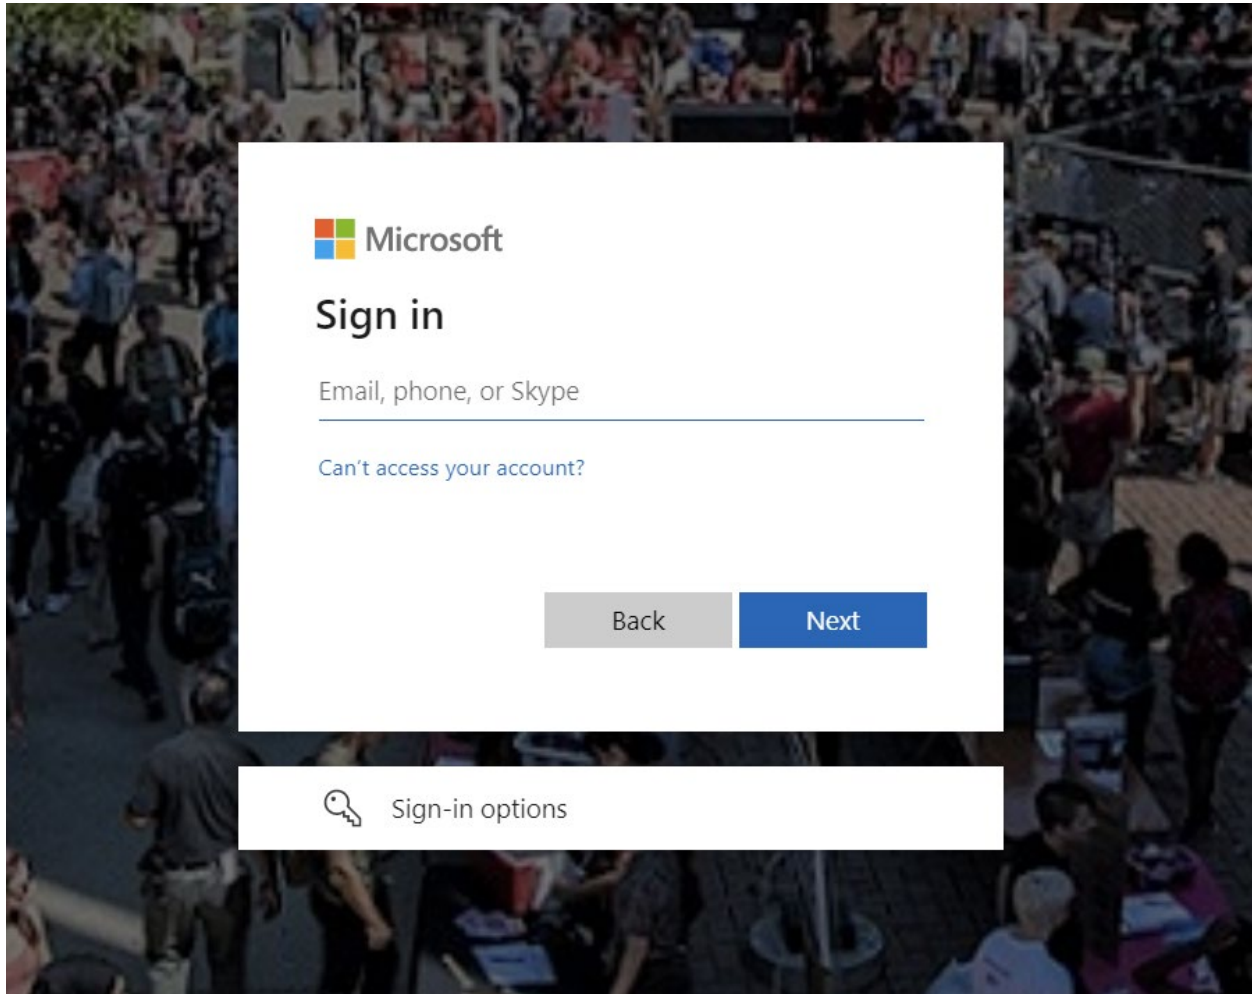 Microsoft
Sign in
Email, phone, or Skype
Can't access your account?
Back
Next
Sign-in options